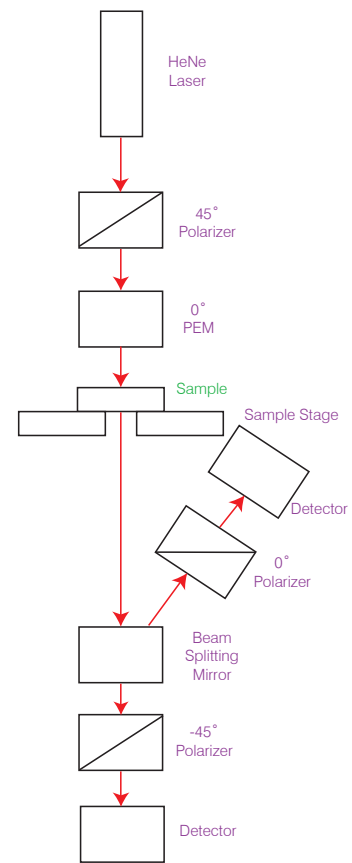 HeNe
Laser
45°
Polarizer
0°
PEM
Sample
Sample Stage
Detector
0°
Polarizer
Beam
Splitting
Mirror
-45°
Polarizer
Detector